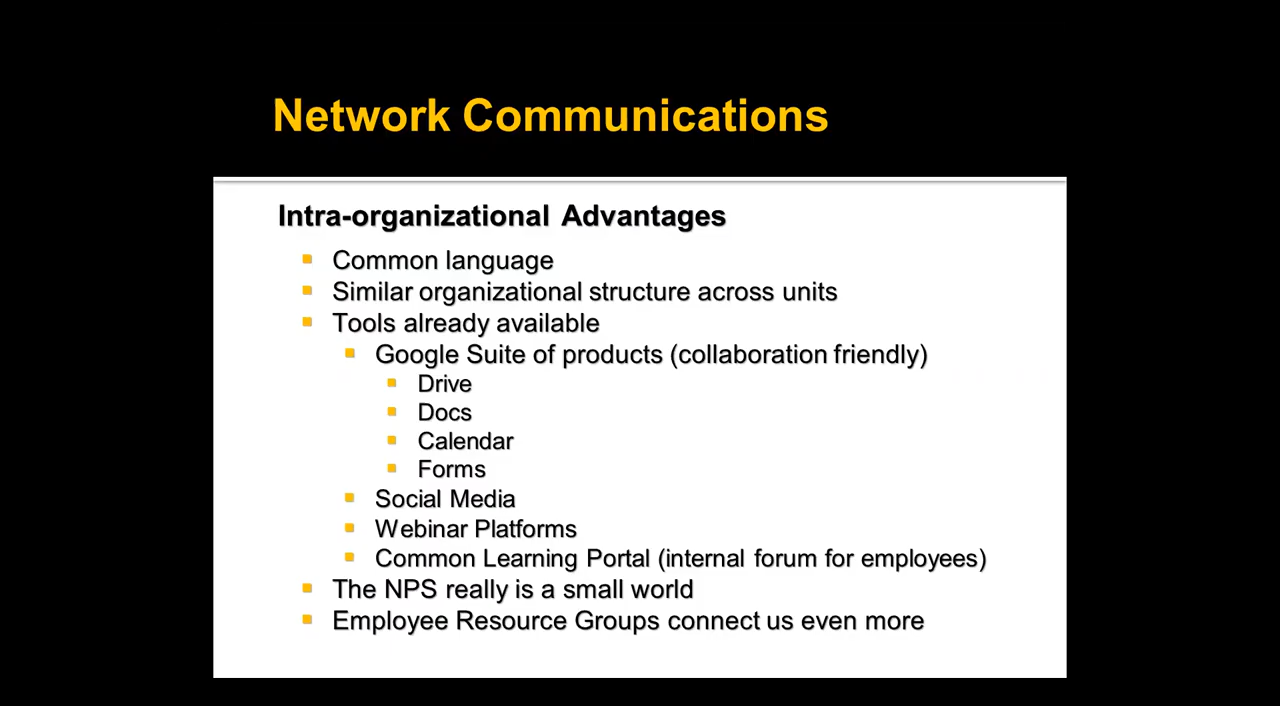 Network Communications
Intra-organizational Advantages
Common language
Similar organizational structure across units
Tools already available
Google Suite of products (collaboration friendly)
Drive
Docs
Calendar
Forms
Social Media
Webinar Platforms
Common Learning Portal (internal forum for employees)
The NPS really is a small world
Employee Resource Groups connect us even more